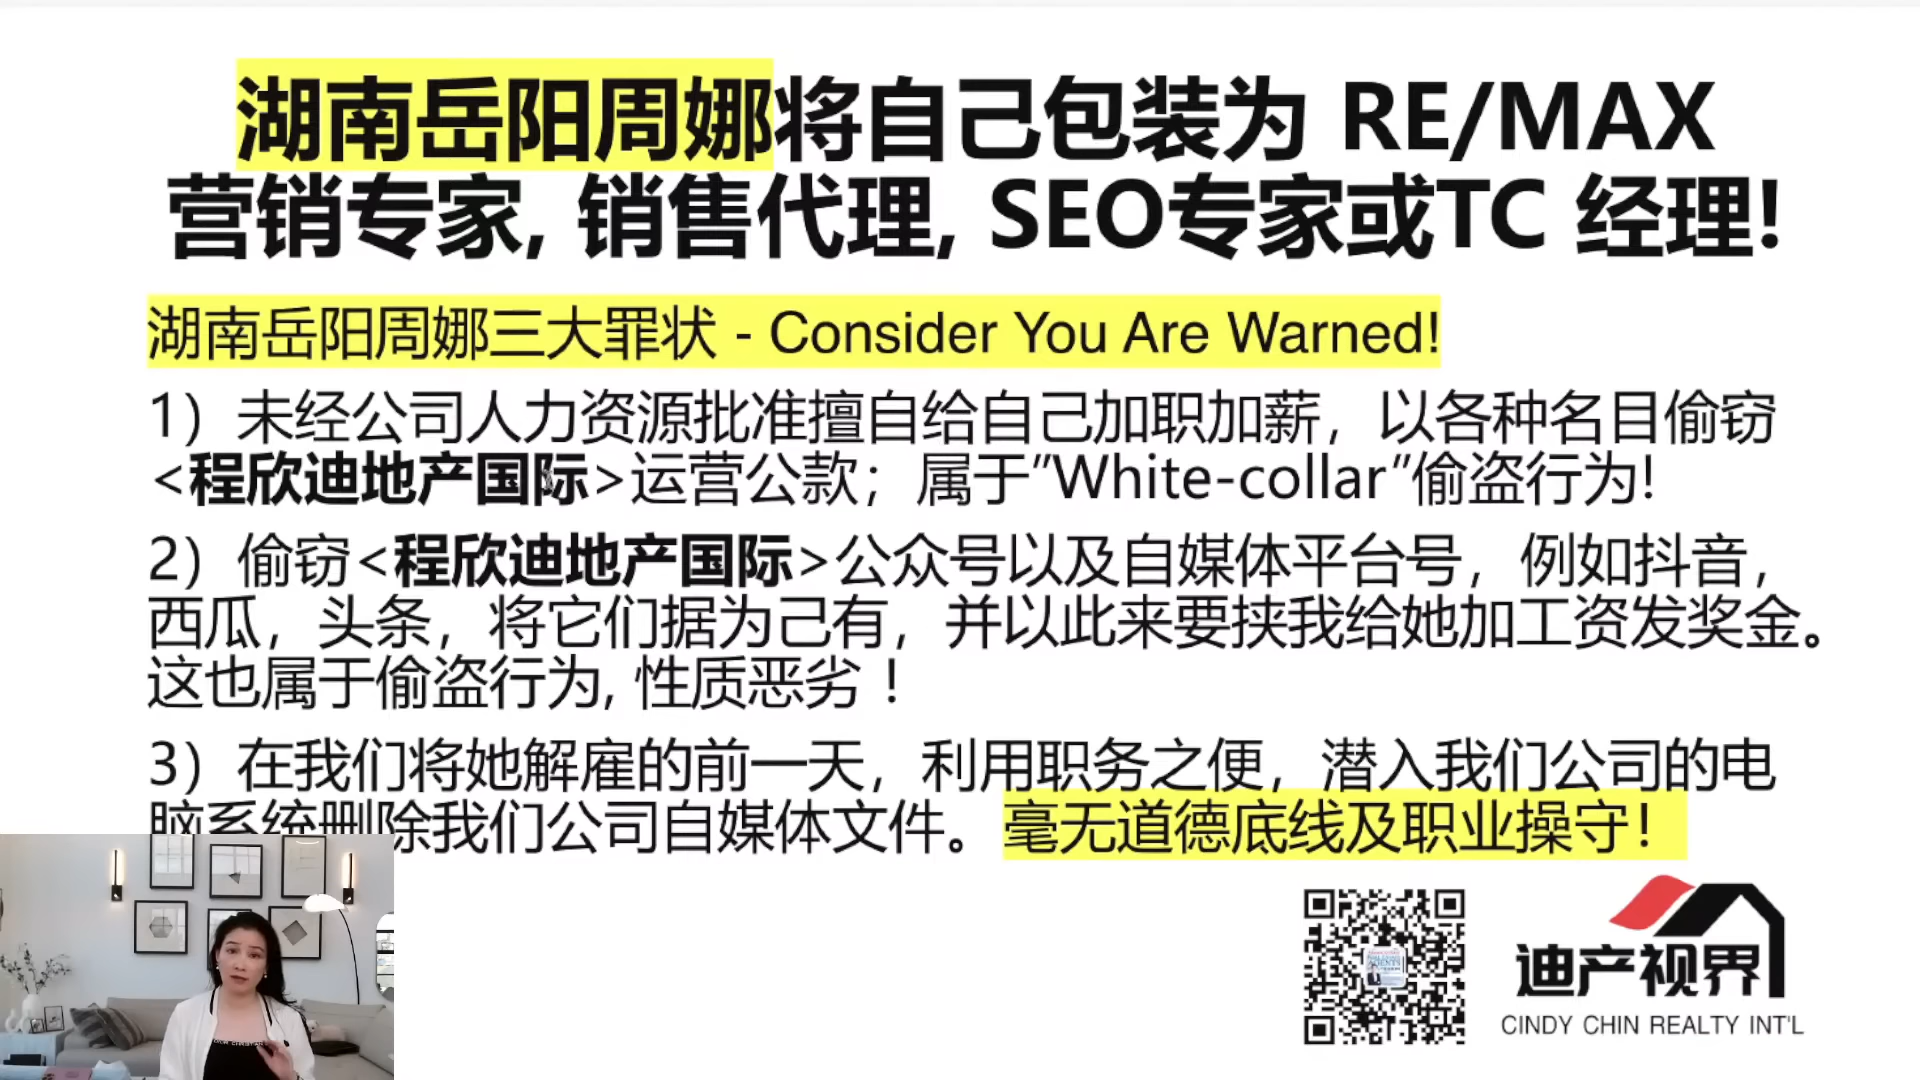 湖南岳阳周娜将自己包装为 RE/MAX
营销专家, 销售代理, SEO专家或TC 经理!
湖南岳阳周娜三大罪状 - Consider You Are Warned!
1）未经公司人力资源批准擅自给自己加职加薪，以各种名目偷窃
<程欣迪地产国际>运营公款；属于”White-collar”偷盗行为!
2）偷窃<程欣迪地产国际>公众号以及自媒体平台号，例如抖音，
西瓜，头条，将它们据为己有，并以此来要挟我给她加工资发奖金。
这也属于偷盗行为, 性质恶劣！
3）在我们将她解雇的前一天，利用职务之便，潜入我们公司的电
脑系统删除我们公司自媒体文件。毫无道德底线及职业操守！
迪产视界
CINDY CHIN REALTY INT'L